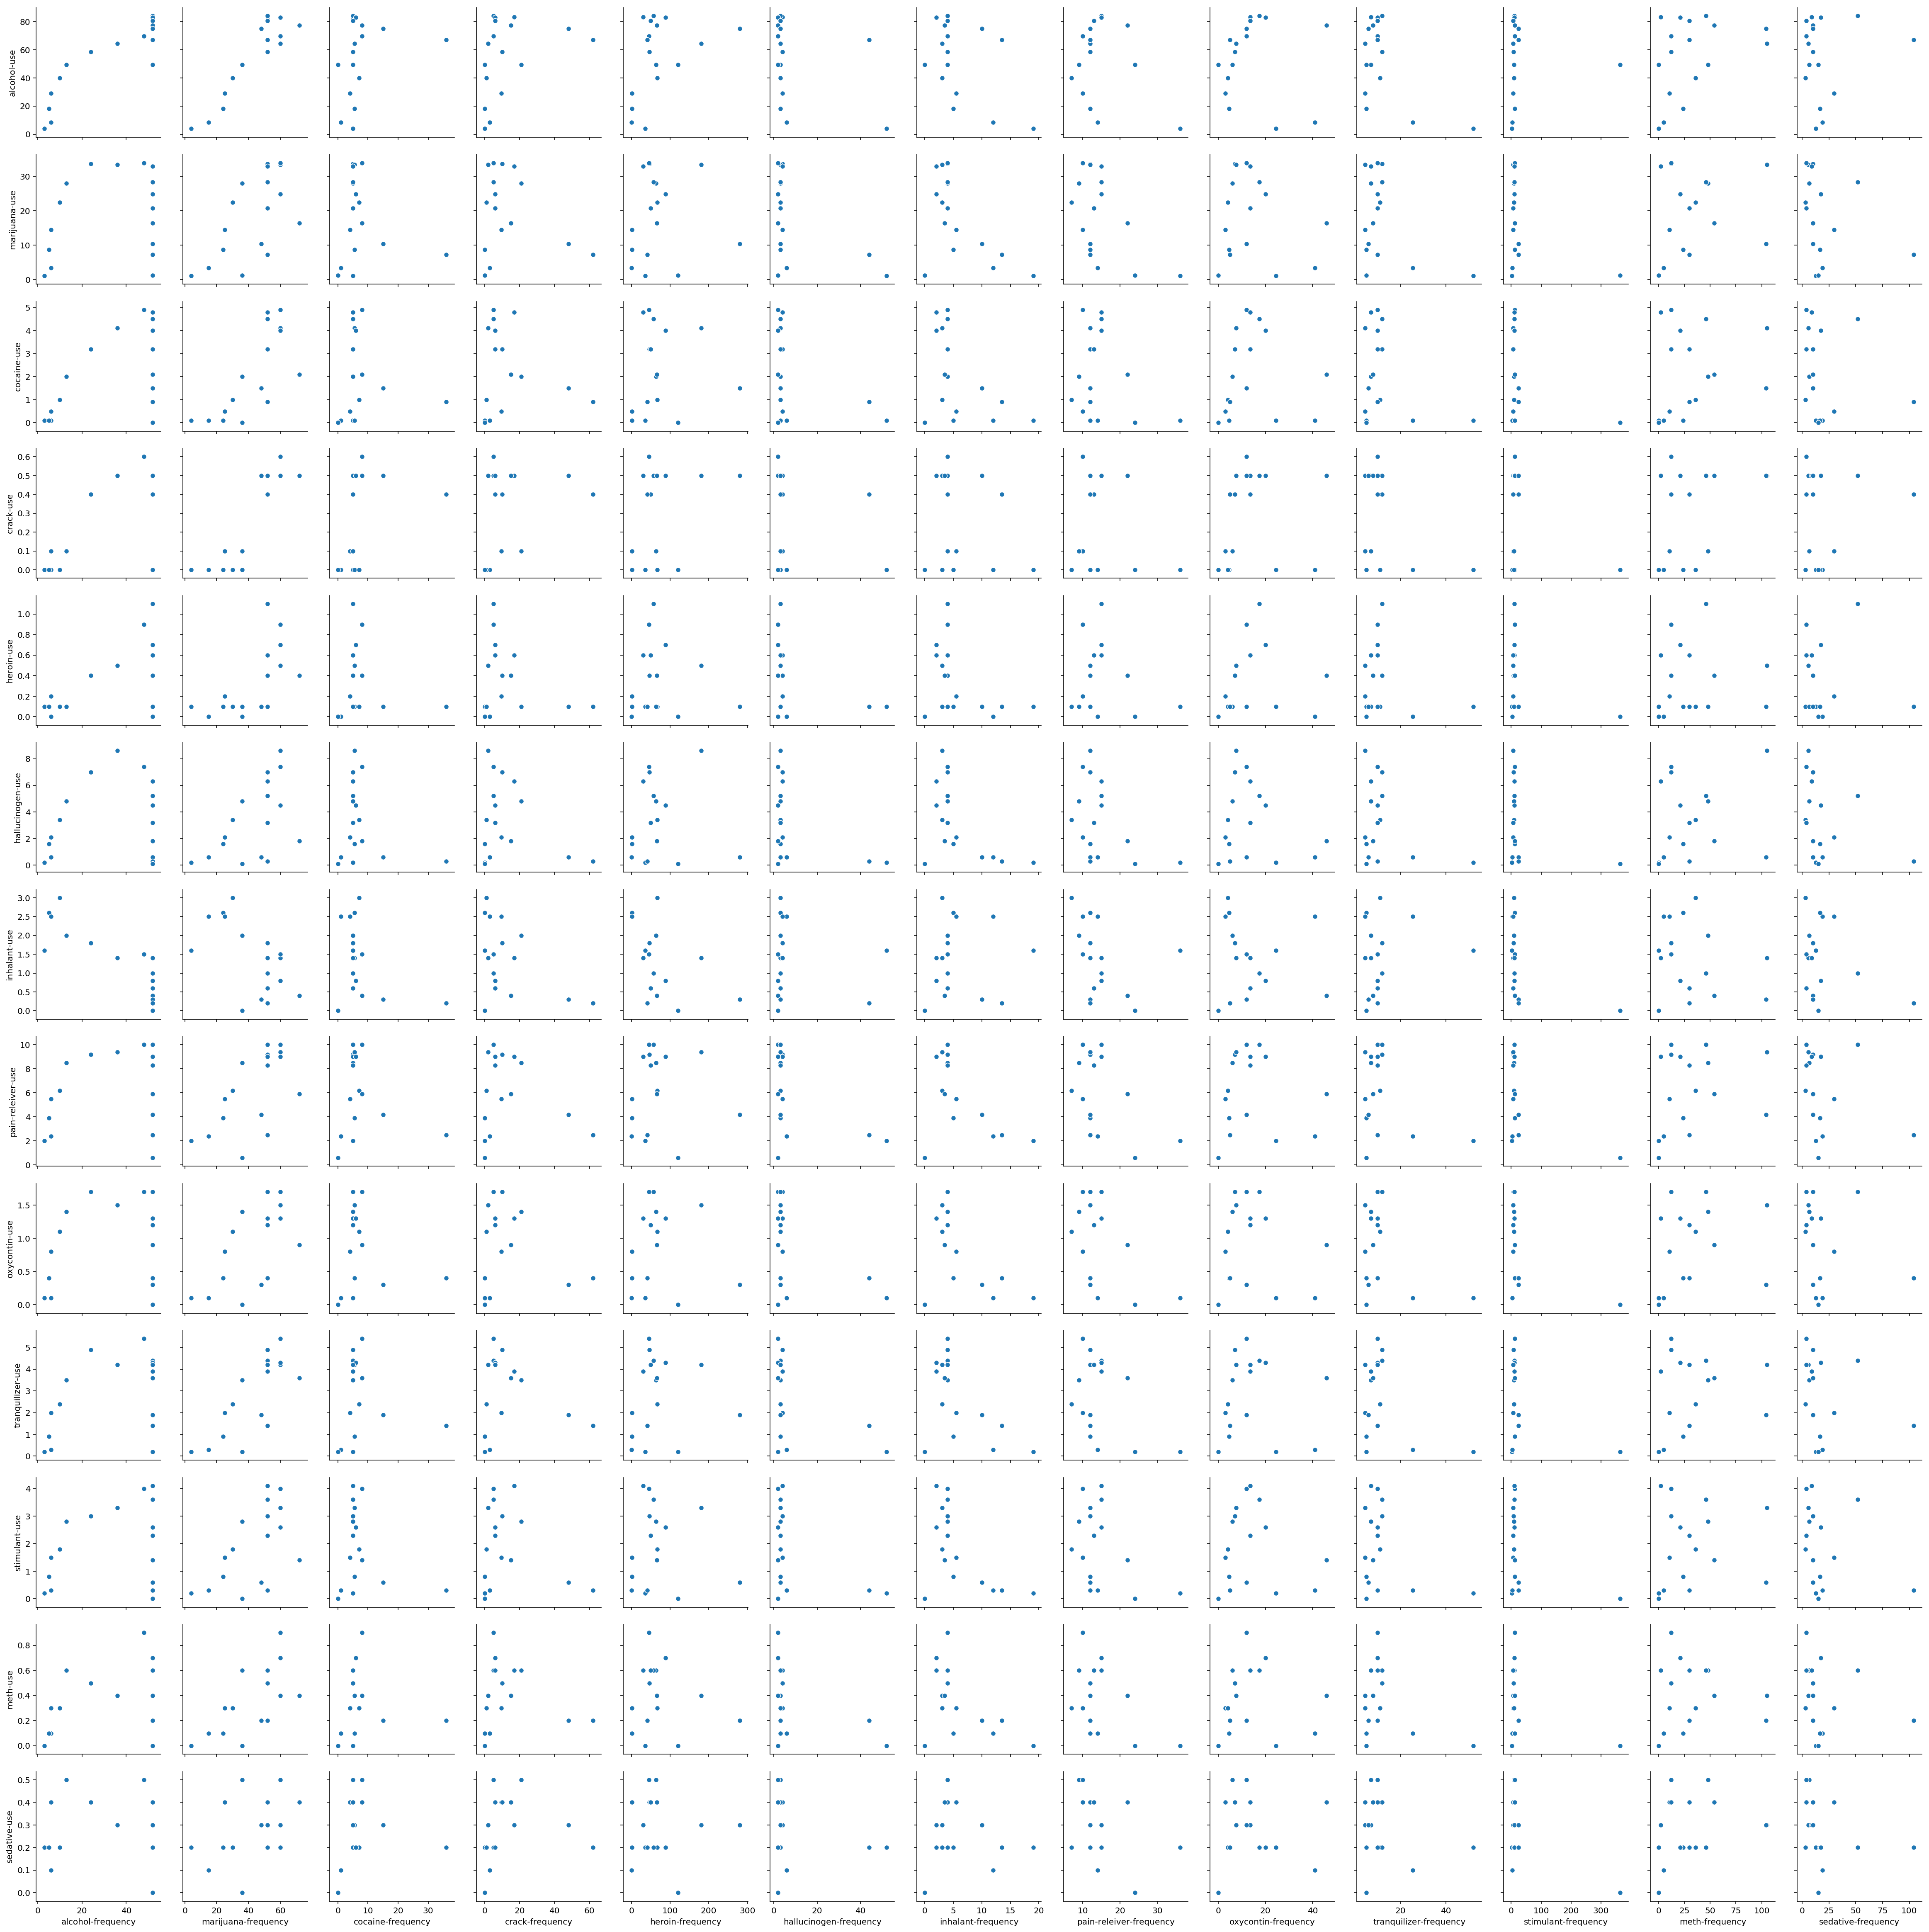 alcohol-use
80
60
40
20
0
marijuana-use
30
20
10
0
cocaine-use
5
4
3
2
1
0
crack-use
0.6
0.5
0.4
0.3
0.2
0.1
0.0
heroin-use
1.0
0.8
0.6
0.4
0.2
0.0
hallucinogen-use
8
6
4
2
0
inhalant-use
3.0
2.5
2.0
1.5
1.0
0.5
0.0
pain-releiver-use
10
8
6
4
2
0
oxycontin-use
1.5
1.0
0.5
0.0
tranquilizer-use
5
4
3
2
1
0
stimulant-use
4
3
2
1
0
meth-use
0.8
0.6
0.4
0.2
0.0
sedative-use
0.5
0.4
0.3
0.2
0.1
0.0
0 20 40
0 20 40 60
0 10 20 30
0 20 40 60
0 100 200 300
0 20 40
0 5 10 15 20
10 20 30
0 20 40
20 40
0 100 200 300
0 25 50 75 100
0 25 50 75 100
alcohol-frequency
marijuana-frequency
cocaine-frequency
crack-frequency
heroin-frequency
hallucinogen-frequency
inhalant-frequency
pain-releiver-frequency
oxycontin-frequency
tranquilizer-frequency
stimulant-frequency
meth-frequency
sedative-frequency